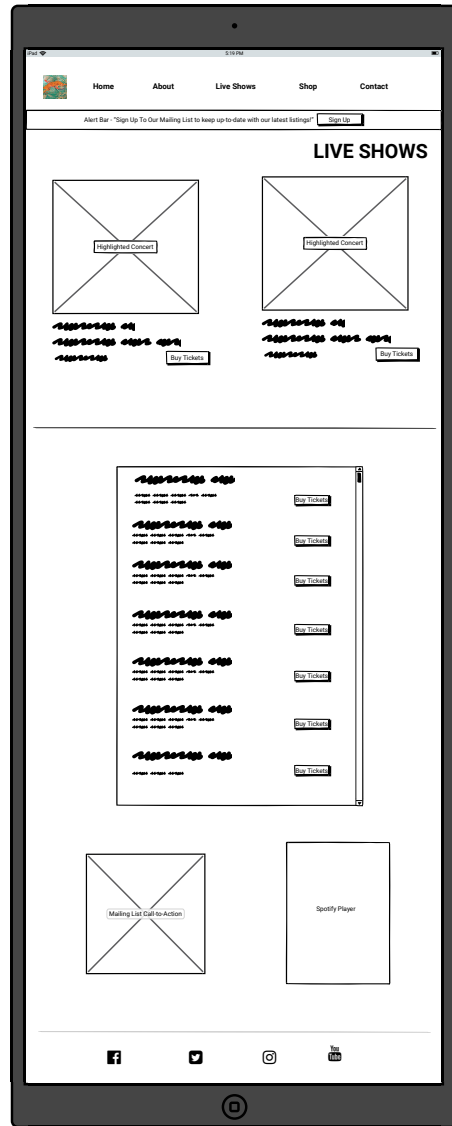 iPad 5:19 PM
Home About Live Shows Shop Contact
Alert Bar - "Sign Up To Our Mailing List to keep up-to-date with our latest listings!" Sign Up
LIVE SHOWS
Highlighted Concert Highlighted Concert
Buy Tickets Buy Tickets
Buy Tickets
Buy Tickets
Buy Tickets
Buy Tickets
Buy Tickets
Buy Tickets
Buy Tickets
Mailing List Call-to-Action Spotify Player
You
Tube